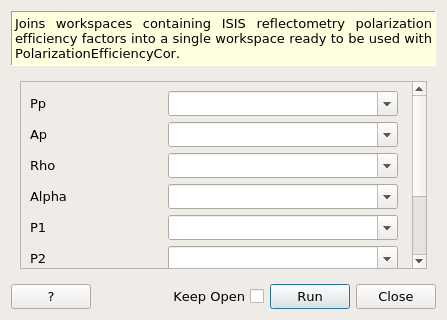 Joins workspaces containing ISIS reflectometry polarization
efficiency factors into a single workspace ready to be used with
PolarizationEfficiencyCor.
Pp
Ap
Rho
Alpha
P1
P2
?
Keep Open
Run
Close